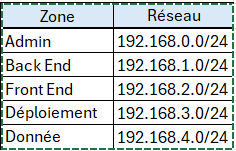 Zone Réseau
Admin 192.168.0.0/24
Back End 192.168.1.0/24
Front End 192.168.2.0/24
Déploiement 192.168.3.0/24
Donnée 192.168.4.0/24